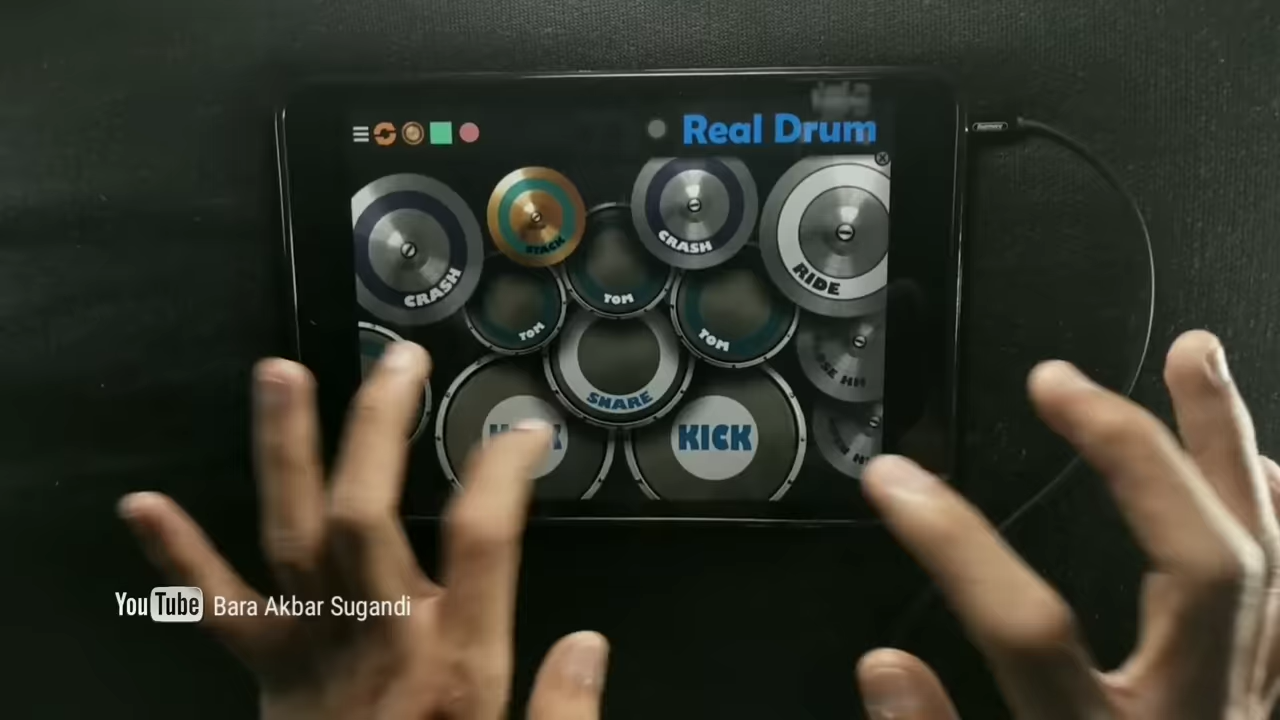 Real Drum
CRASH
STACK
TOM
CRASH
RIDE
TOM
TOM
SNARE
KICK
YouTube Bara Akbar Sugandi